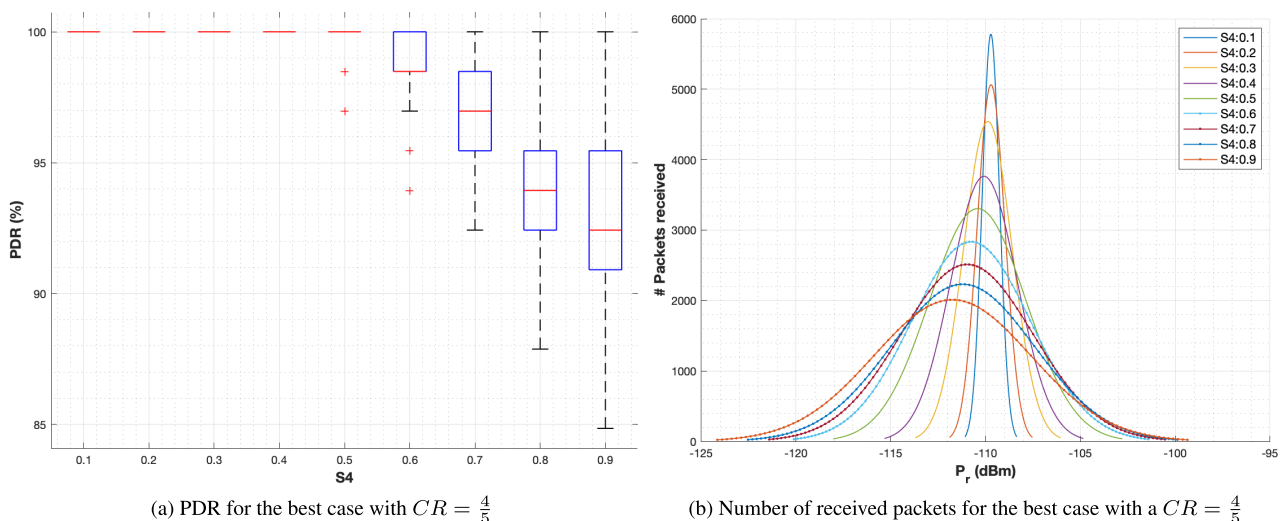 100
95
90
85
PDR (%)
0.1 0.2 0.3 0.4 0.5 0.6 0.7 0.8 0.9
S4
(a) PDR for the best case with CR = 4/5
6000
5000
4000
3000
2000
1000
0
# Packets received
S4:0.1
S4:0.2
S4:0.3
S4:0.4
S4:0.5
S4:0.6
S4:0.7
S4:0.8
S4:0.9
-125 -120 -115 -110 -105 -100 -95
Pr (dBm)
(b) Number of received packets for the best case with a CR = 4/5